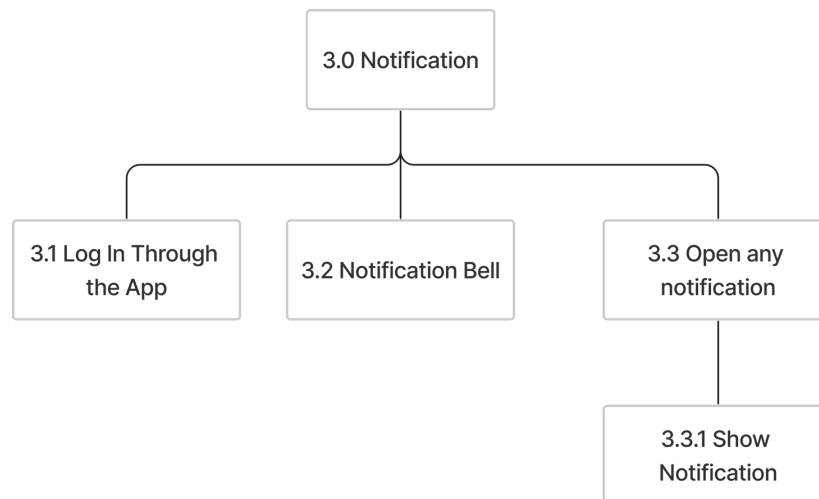 3.0 Notification
3.1 Log In Through
the App
3.2 Notification Bell
3.3 Open any
notification
3.3.1 Show
Notification